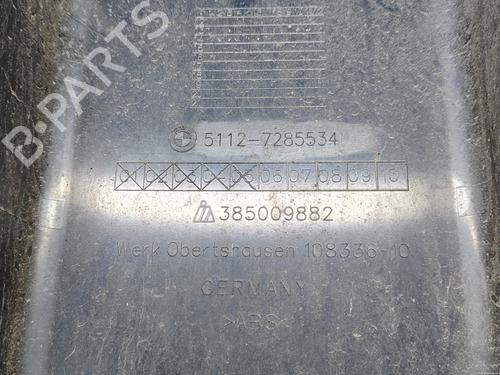 B-PARTS
5112-7285534
01 02 03 04 05 06 07 08 09 10
385009882
Werk Obertshausen 108336-10
GERMANY
>ABS<